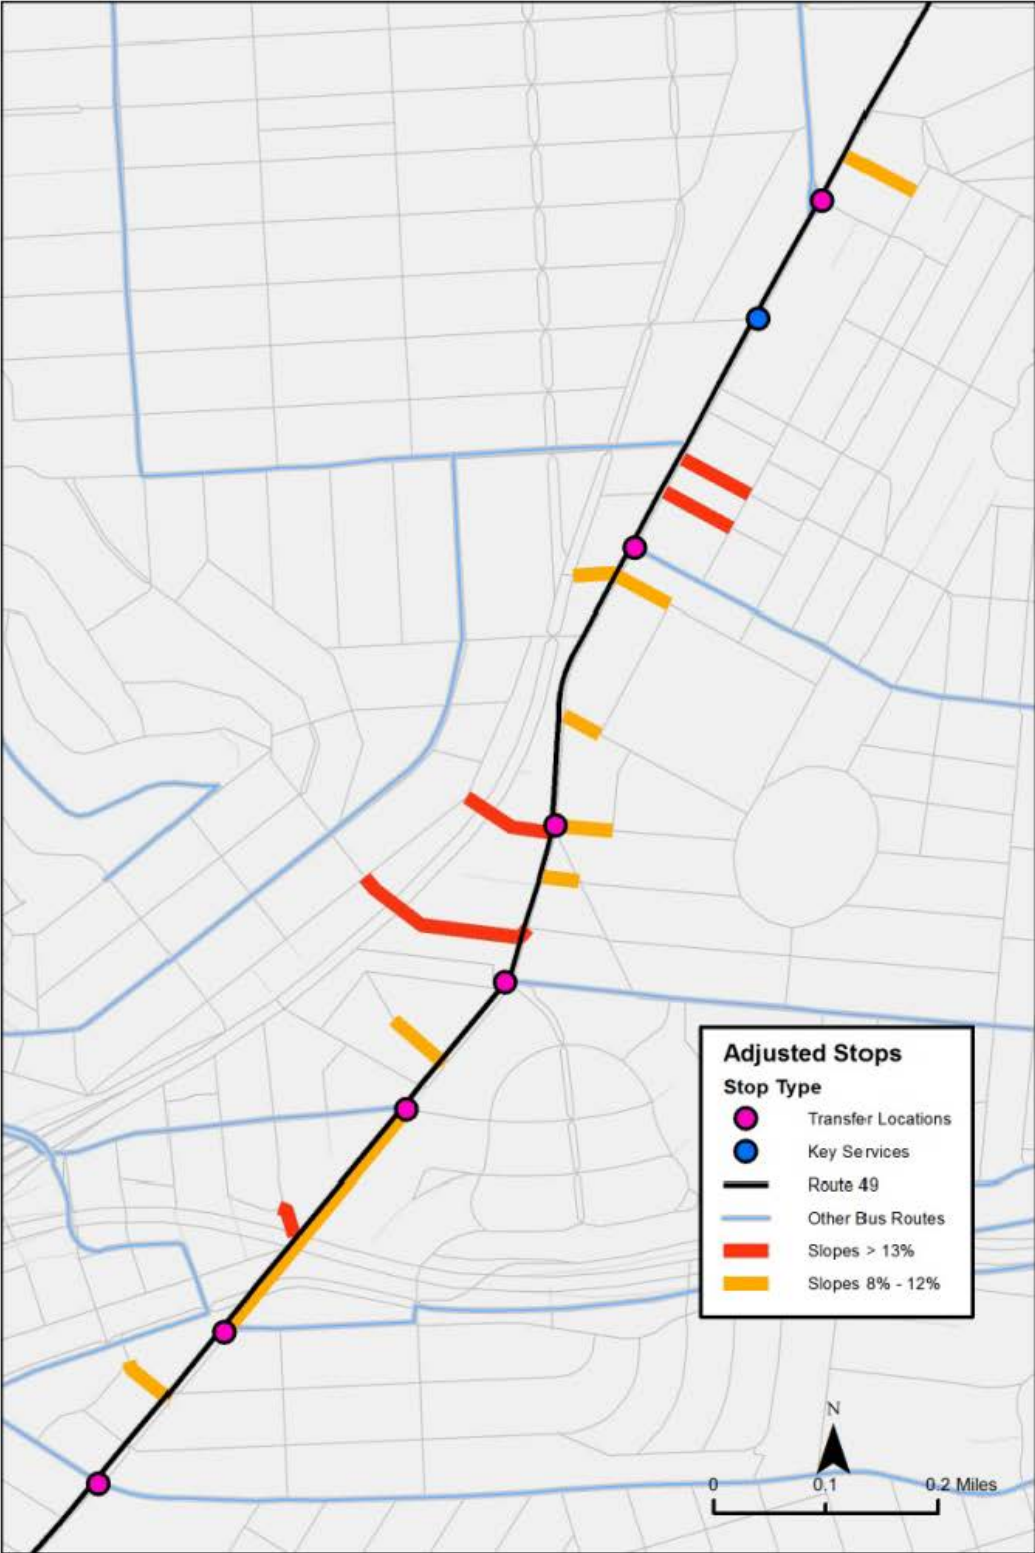 Adjusted Stops
Stop Type
Transfer Locations
Key Services
Route 49
Other Bus Routes
Slopes > 13%
Slopes 8% - 12%
N
0 0.1 0.2 Miles